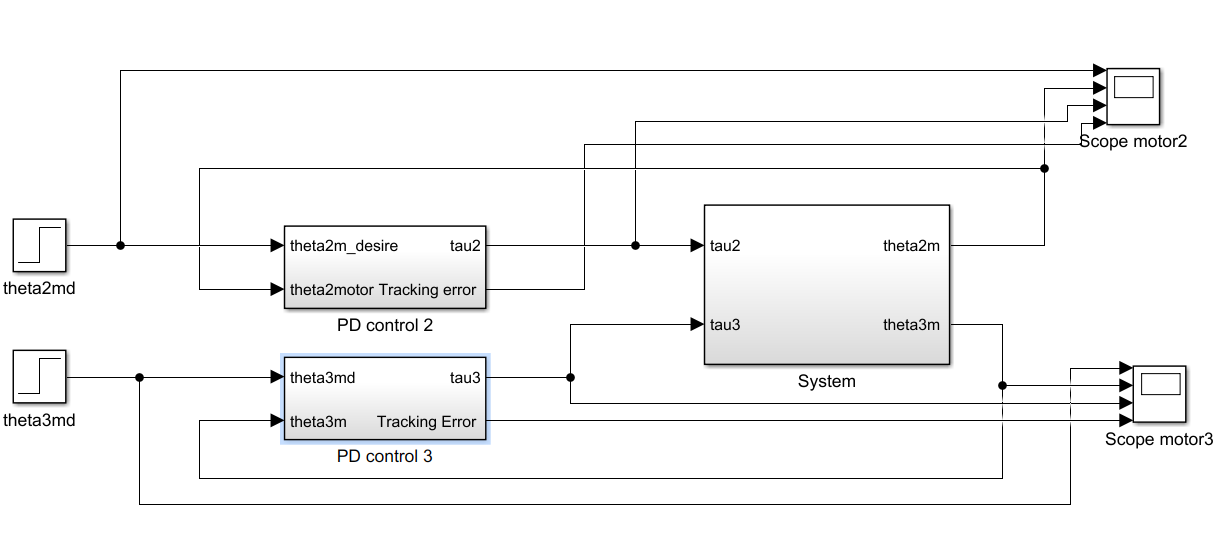 Scope motor2
theta2md
theta2m_desire tau2
theta2motor Tracking error
PD control 2
tau2 theta2m
tau3 theta3m
System
theta3md
theta3md tau3
theta3m Tracking Error
PD control 3
Scope motor3